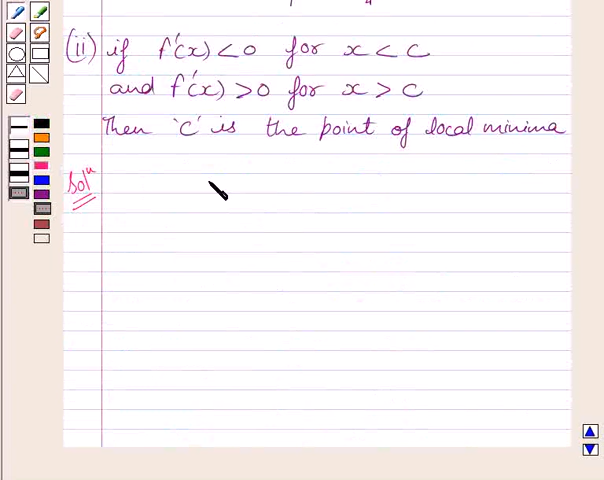 (ii) if f'(x) < 0 for x < c
and f'(x) > 0 for x > c
Then 'c' is the point of local minima
Solⁿ